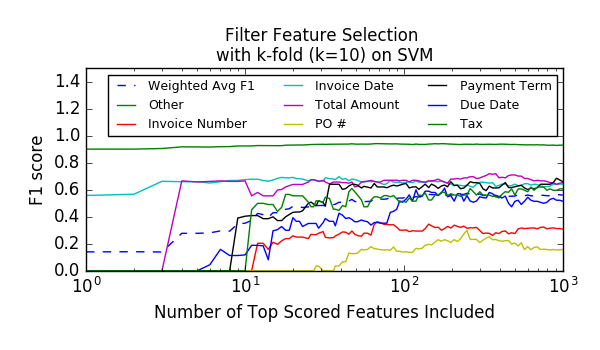 Filter Feature Selection
with k-fold (k=10) on SVM
F1 score
1.4
1.2
1.0
0.8
0.6
0.4
0.2
0.0
Weighted Avg F1
Other
Invoice Number
Invoice Date
Total Amount
PO #
Payment Term
Due Date
Tax
10^0
10^1
10^2
10^3
Number of Top Scored Features Included